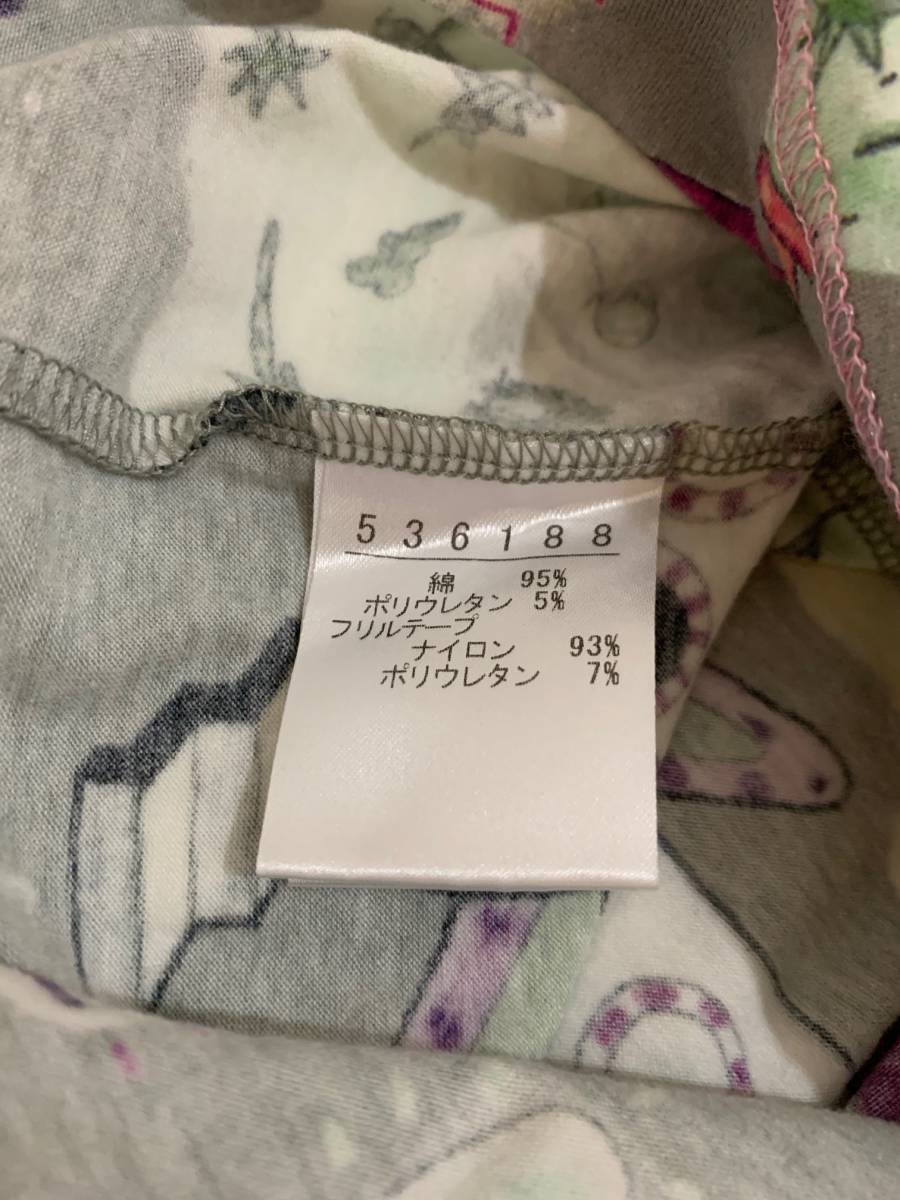 536188
綿 95%
ポリウレタン 5%
フリルテープ
ナイロン 93%
ポリウレタン 7%